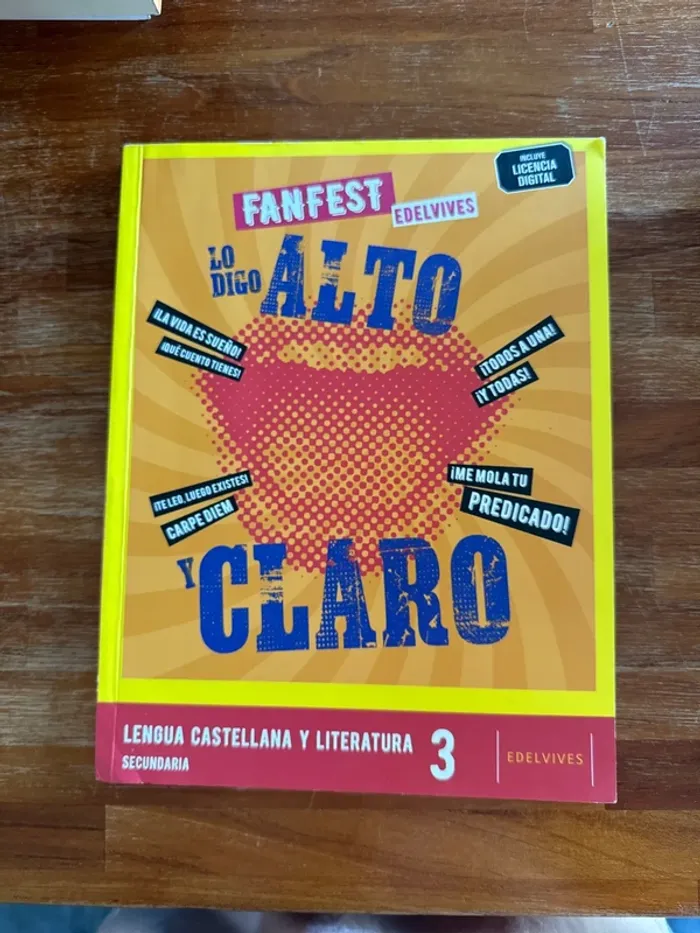 INCLUYE
LICENCIA
DIGITAL
FANFEST
EDELVIVES
LO
DIGO
ALTO
¡LA VIDA ES SUEÑO!
¡QUÉ CUENTO TIENES!
¡TODOS A UNA!
¡Y TODAS!
¡TE LEO, LUEGO EXISTES!
CARPE DIEM
¡ME MOLA TU
PREDICADO!
Y CLARO
LENGUA CASTELLANA Y LITERATURA 3
SECUNDARIA
EDELVIVES